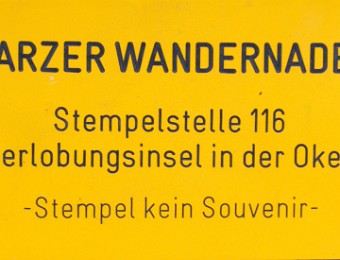 ARZER WANDERNADE
Stempelstelle 116
erlobungsinsel in der Oke
-Stempel kein Souvenir-